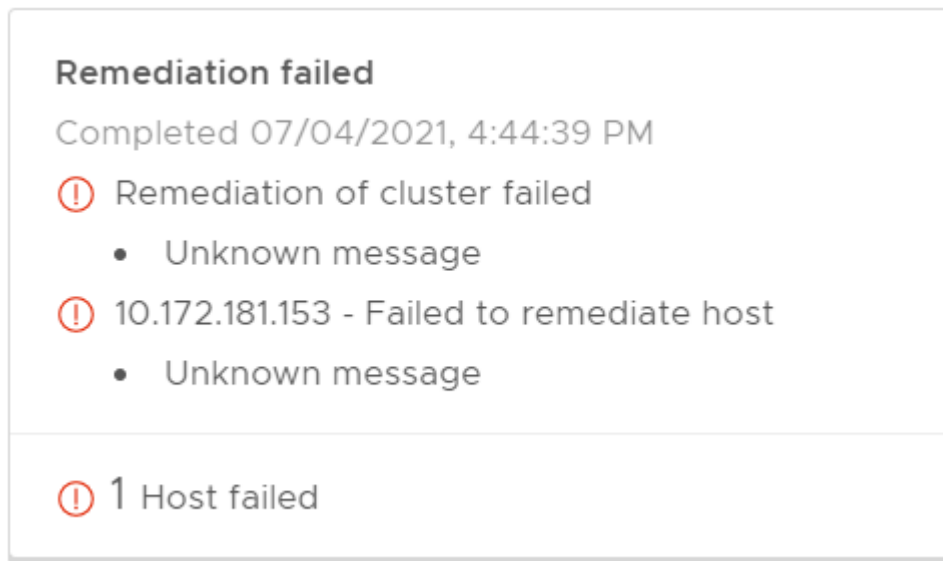 Remediation failed
Completed 07/04/2021, 4:44:39 PM
Remediation of cluster failed
• Unknown message
10.172.181.153 - Failed to remediate host
• Unknown message
1 Host failed